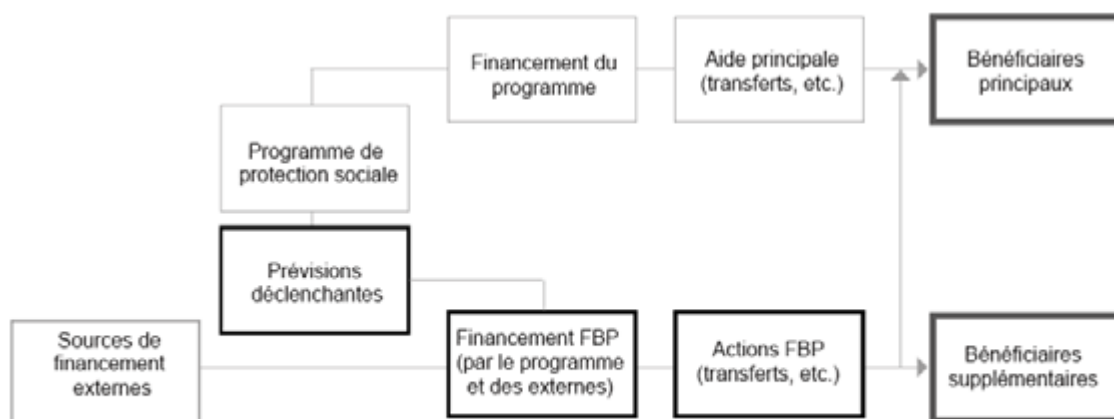 Financement du
programme
Aide principale
(transferts, etc.)
Bénéficiaires
principaux
Programme de
protection sociale
Prévisions
déclenchantes
Sources de
financement
externes
Financement FBP
(par le programme
et des externes)
Actions FBP
(transferts, etc.)
Bénéficiaires
supplémentaires